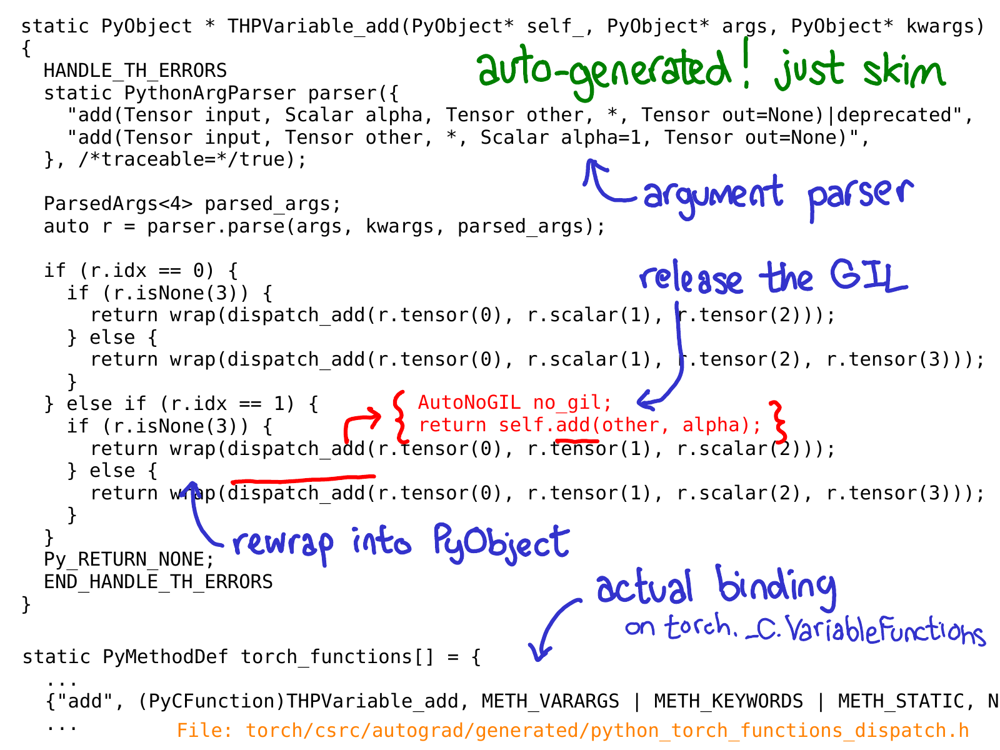 static PyObject * THPVariable_add(PyObject* self_, PyObject* args, PyObject* kwargs)
{
auto-generated! just skim
HANDLE_TH_ERRORS
static PythonArgParser parser({
"add(Tensor input, Scalar alpha, Tensor other, *, Tensor out=None)|deprecated",
"add(Tensor input, Tensor other, *, Scalar alpha=1, Tensor out=None)",
}, /*traceable=*/true);
argument parser
ParsedArgs<4> parsed_args;
auto r = parser.parse(args, kwargs, parsed_args);
release the GIL
if (r.idx == 0) {
if (r.isNone(3)) {
return wrap(dispatch_add(r.tensor(0), r.scalar(1), r.tensor(2)));
} else {
return wrap(dispatch_add(r.tensor(0), r.scalar(1), r.tensor(2), r.tensor(3)));
}
} else if (r.idx == 1) {
{ AutoNoGIL no_gil;
return self.add(other, alpha); }
if (r.isNone(3)) {
return wrap(dispatch_add(r.tensor(0), r.tensor(1), r.scalar(2)));
} else {
return wrap(dispatch_add(r.tensor(0), r.tensor(1), r.scalar(2), r.tensor(3)));
}
}
rewrap into PyObject
Py_RETURN_NONE;
END_HANDLE_TH_ERRORS
}
actual binding
on torch._C.VariableFunctions
static PyMethodDef torch_functions[] = {
...
{"add", (PyCFunction)THPVariable_add, METH_VARARGS | METH_KEYWORDS | METH_STATIC, N
...
File: torch/csrc/autograd/generated/python_torch_functions_dispatch.h